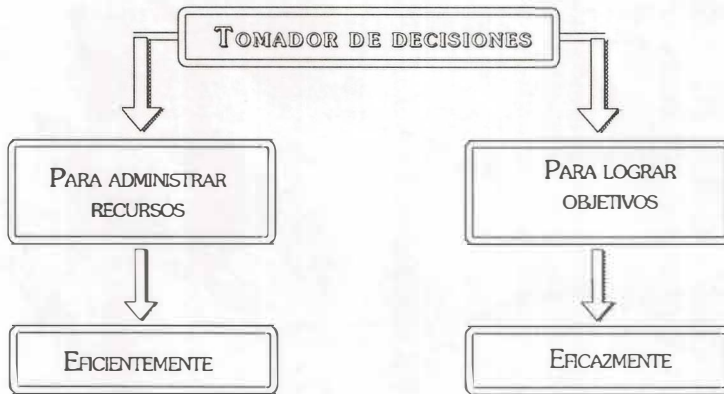 TOMADOR DE DECISIONES
PARA ADMINISTRAR
RECURSOS
PARA LOGRAR
OBJETIVOS
EFICIENTEMENTE
EFICAZMENTE